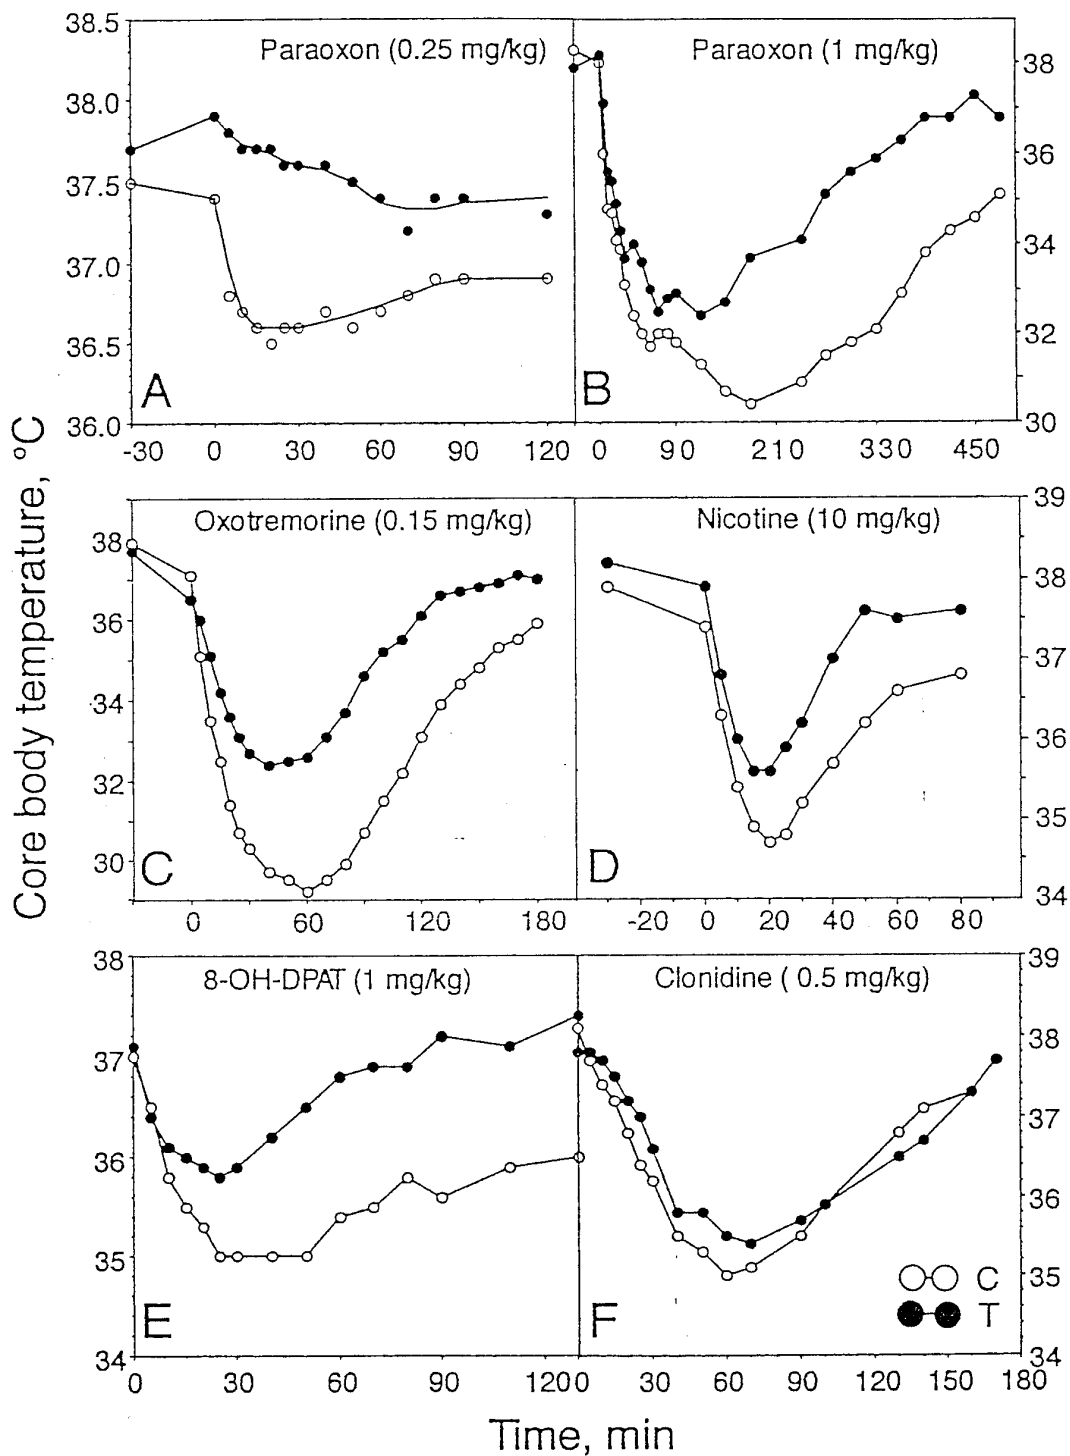 Core body temperature, °C
Paraoxon (0.25 mg/kg)
38.5
38.0
37.5
37.0
36.5
36.0
A
-30 0 30 60 90 120
Paraoxon (1 mg/kg)
38
36
34
32
30
B
0 90 210 330 450
Oxotremorine (0.15 mg/kg)
38
36
34
32
30
C
0 60 120 180
Nicotine (10 mg/kg)
39
38
37
36
35
34
D
-20 0 20 40 60 80
8-OH-DPAT (1 mg/kg)
38
37
36
35
34
E
0 30 60 90 120
Clonidine ( 0.5 mg/kg)
39
38
37
36
35
34
F
C
T
0 30 60 90 120 150 180
Time, min